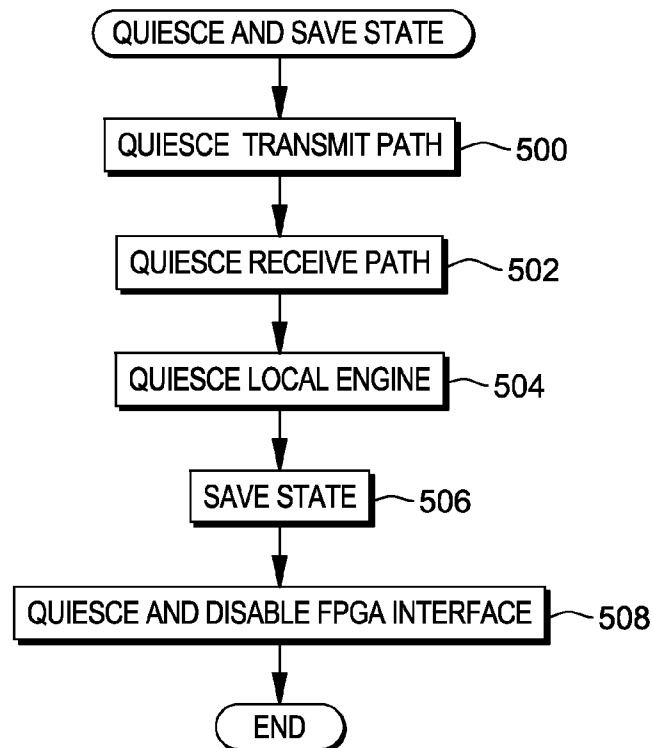 QUIESCE AND SAVE STATE
QUIESCE TRANSMIT PATH 500
QUIESCE RECEIVE PATH 502
QUIESCE LOCAL ENGINE 504
SAVE STATE 506
QUIESCE AND DISABLE FPGA INTERFACE 508
END